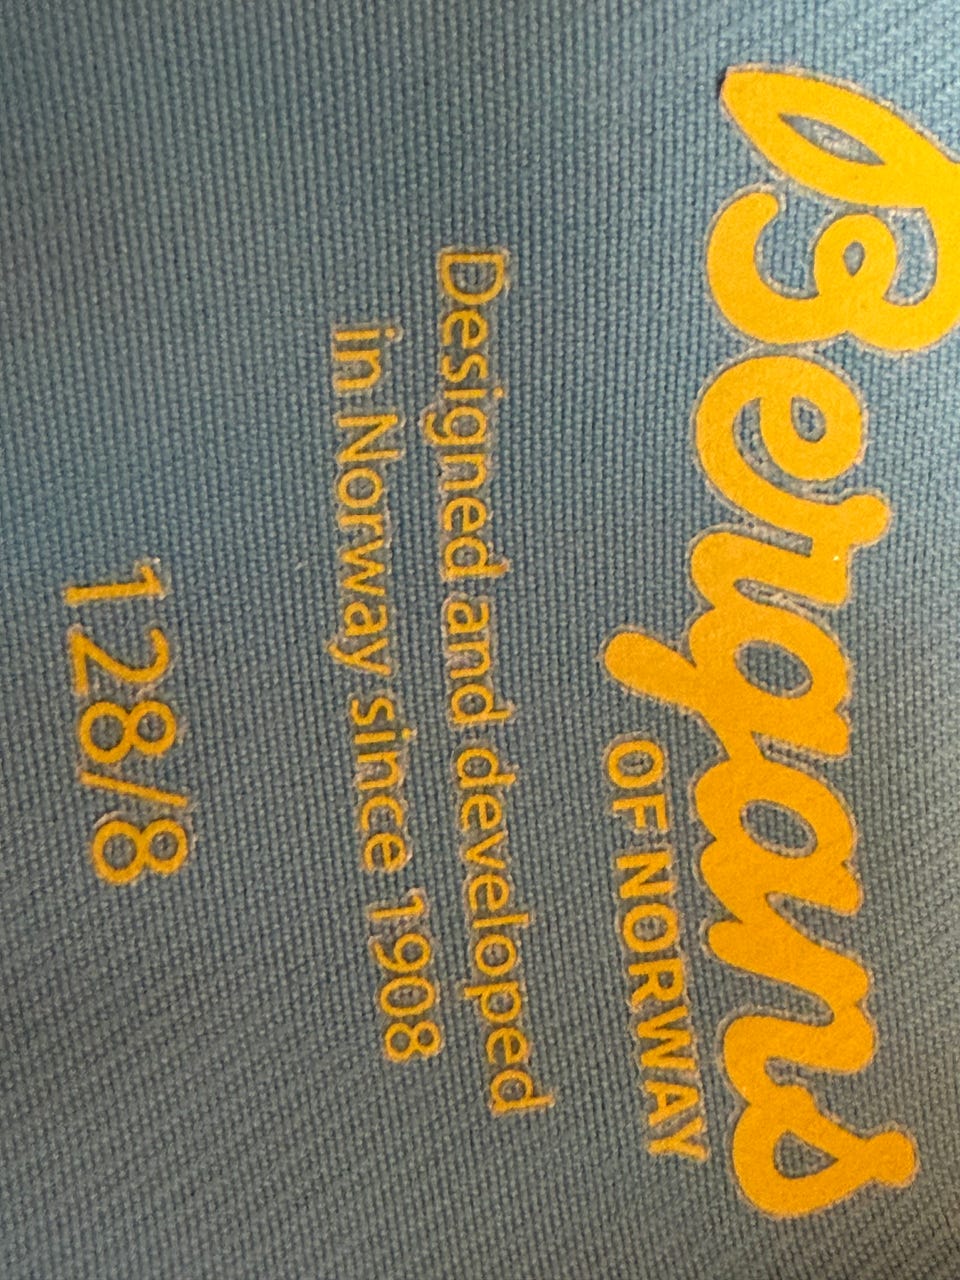 Bergans
OF NORWAY
Designed and developed
in Norway since 1908
128/8